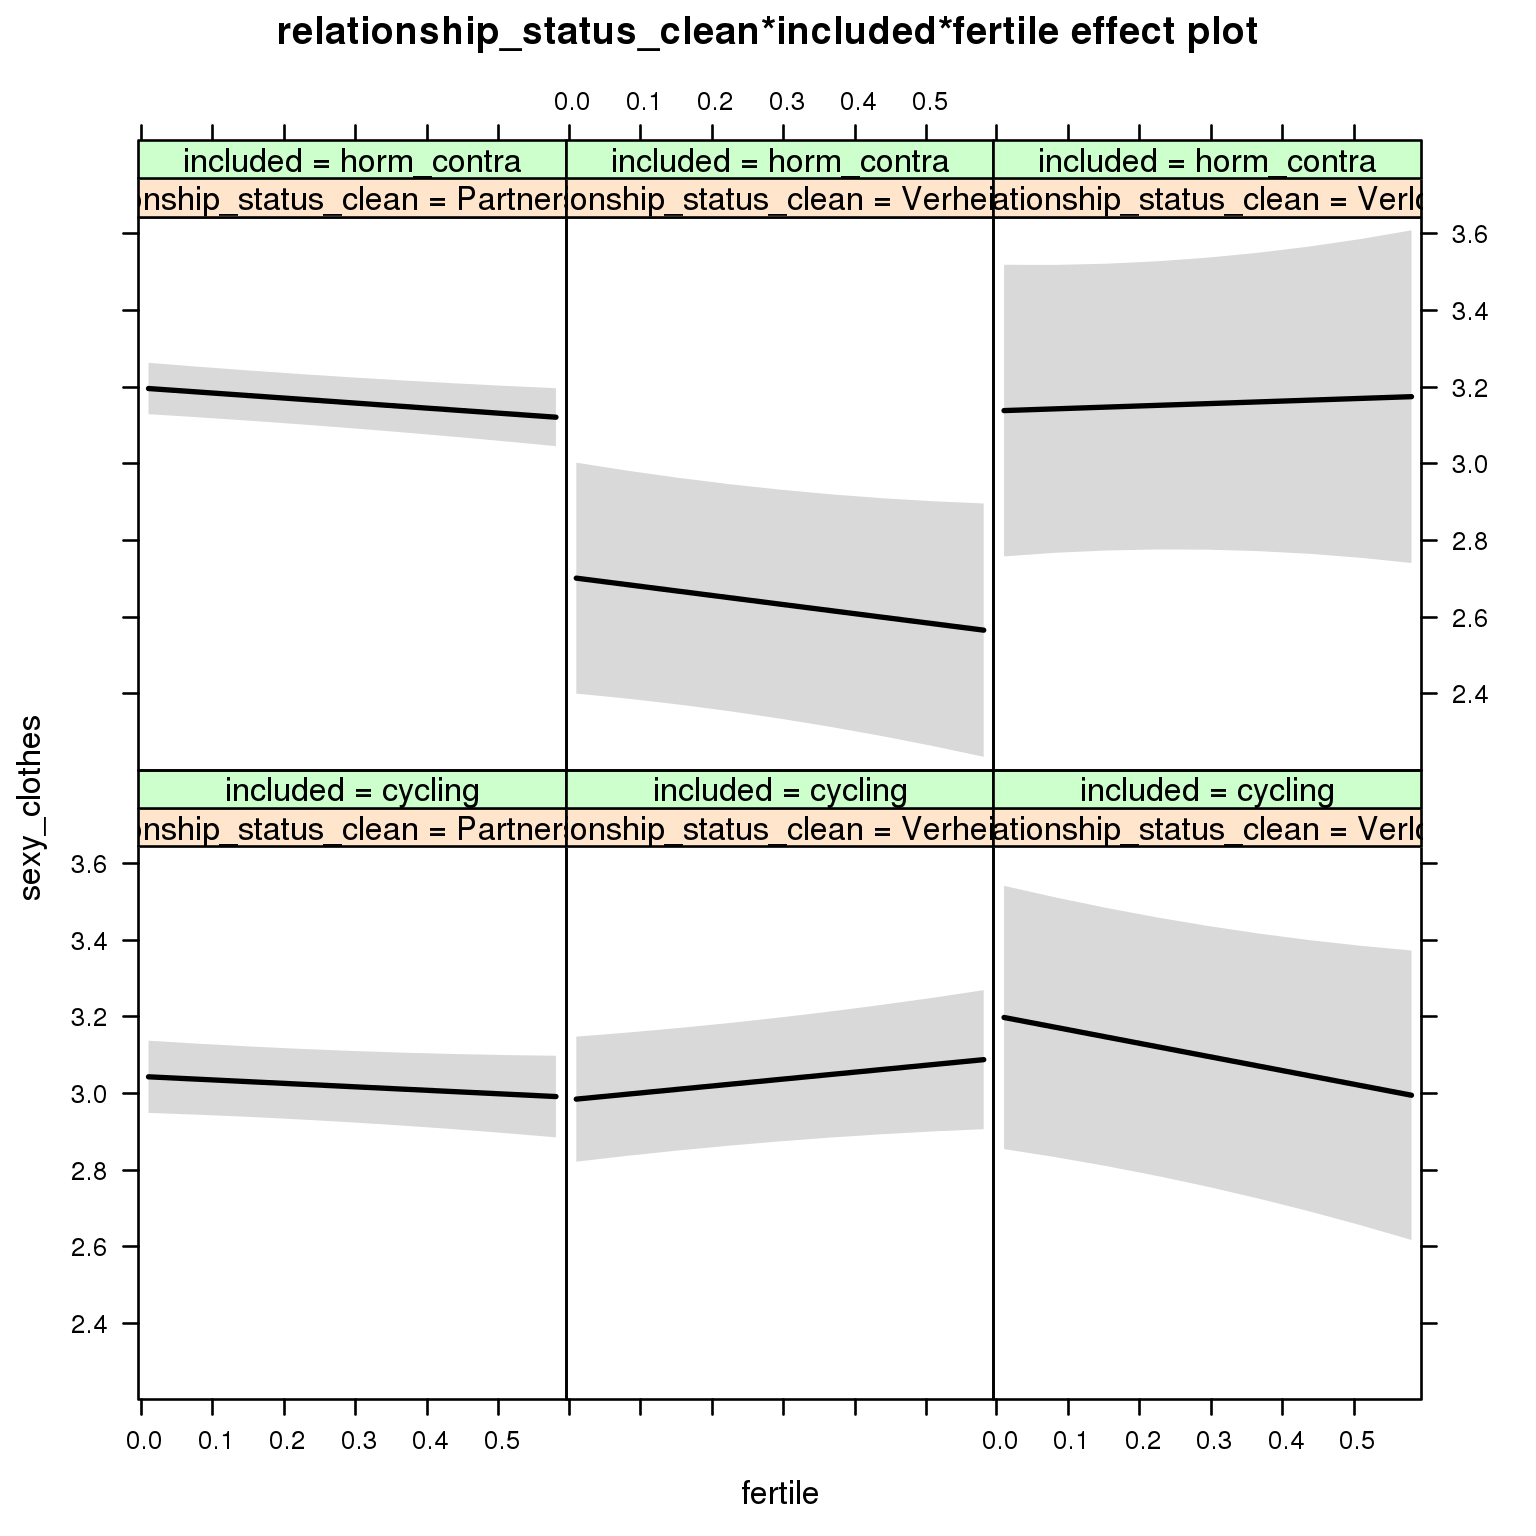 relationship_status_clean*included*fertile effect plot
0.0 0.1 0.2 0.3 0.4 0.5
included = horm_contra included = horm_contra included = horm_contra
onship_status_clean = Partners onship_status_clean = Verhei ationship_status_clean = Verlo
3.6
3.4
3.2
3.0
2.8
2.6
2.4
sexy_clothes
included = cycling included = cycling included = cycling
onship_status_clean = Partners onship_status_clean = Verhei ationship_status_clean = Verlo
3.6
3.4
3.2
3.0
2.8
2.6
2.4
0.0 0.1 0.2 0.3 0.4 0.5 0.0 0.1 0.2 0.3 0.4 0.5
fertile